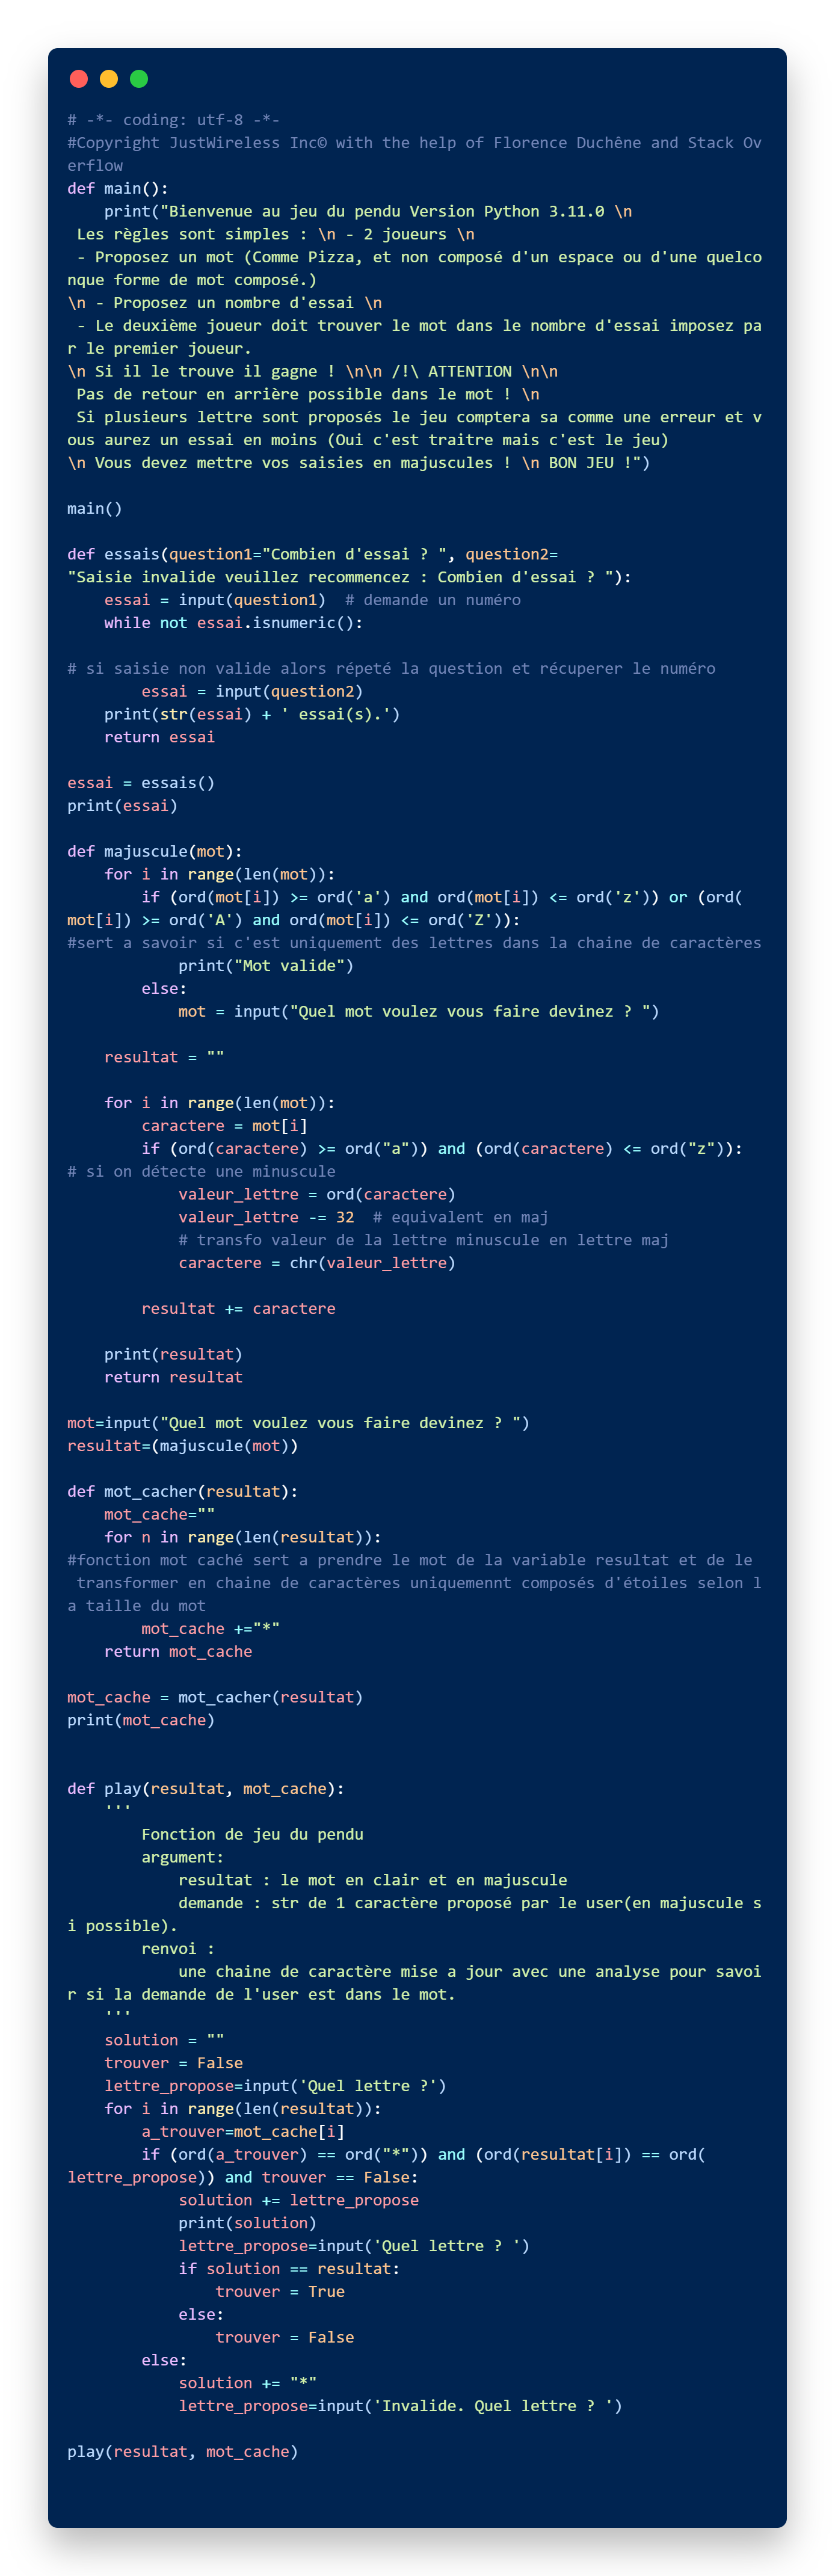 # -*- coding: utf-8 -*-
#Copyright JustWireless Inc© with the help of Florence Duchêne and Stack Ov
erflow
def main():
    print("Bienvenue au jeu du pendu Version Python 3.11.0 \n
 Les règles sont simples : \n - 2 joueurs \n
 - Proposez un mot (Comme Pizza, et non composé d'un espace ou d'une quelco
nque forme de mot composé.)
\n - Proposez un nombre d'essai \n
 - Le deuxième joueur doit trouver le mot dans le nombre d'essai imposez pa
r le premier joueur.
\n Si il le trouve il gagne ! \n\n /!\ ATTENTION \n\n
 Pas de retour en arrière possible dans le mot ! \n
 Si plusieurs lettre sont proposés le jeu comptera sa comme une erreur et v
ous aurez un essai en moins (Oui c'est traitre mais c'est le jeu)
\n Vous devez mettre vos saisies en majuscules ! \n BON JEU !")

main()

def essais(question1="Combien d'essai ? ", question2=
"Saisie invalide veuillez recommencez : Combien d'essai ? "):
    essai = input(question1)  # demande un numéro
    while not essai.isnumeric():

# si saisie non valide alors répeté la question et récuperer le numéro
        essai = input(question2)
    print(str(essai) + ' essai(s).')
    return essai

essai = essais()
print(essai)

def majuscule(mot):
    for i in range(len(mot)):
        if (ord(mot[i]) >= ord('a') and ord(mot[i]) <= ord('z')) or (ord(
mot[i]) >= ord('A') and ord(mot[i]) <= ord('Z')):
#sert a savoir si c'est uniquement des lettres dans la chaine de caractères
            print("Mot valide")
        else:
            mot = input("Quel mot voulez vous faire devinez ? ")

    resultat = ""

    for i in range(len(mot)):
        caractere = mot[i]
        if (ord(caractere) >= ord("a")) and (ord(caractere) <= ord("z")):
# si on détecte une minuscule
            valeur_lettre = ord(caractere)
            valeur_lettre -= 32  # equivalent en maj
            # transfo valeur de la lettre minuscule en lettre maj
            caractere = chr(valeur_lettre)

        resultat += caractere

    print(resultat)
    return resultat

mot=input("Quel mot voulez vous faire devinez ? ")
resultat=(majuscule(mot))

def mot_cacher(resultat):
    mot_cache=""
    for n in range(len(resultat)):
#fonction mot caché sert a prendre le mot de la variable resultat et de le
 transformer en chaine de caractères uniquemennt composés d'étoiles selon l
a taille du mot
        mot_cache +="*"
    return mot_cache

mot_cache = mot_cacher(resultat)
print(mot_cache)


def play(resultat, mot_cache):
    '''
        Fonction de jeu du pendu
        argument:
            resultat : le mot en clair et en majuscule
            demande : str de 1 caractère proposé par le user(en majuscule s
i possible).
        renvoi :
            une chaine de caractère mise a jour avec une analyse pour savoi
r si la demande de l'user est dans le mot.
    '''
    solution = ""
    trouver = False
    lettre_propose=input('Quel lettre ?')
    for i in range(len(resultat)):
        a_trouver=mot_cache[i]
        if (ord(a_trouver) == ord("*")) and (ord(resultat[i]) == ord(
lettre_propose)) and trouver == False:
            solution += lettre_propose
            print(solution)
            lettre_propose=input('Quel lettre ? ')
            if solution == resultat:
                trouver = True
            else:
                trouver = False
        else:
            solution += "*"
            lettre_propose=input('Invalide. Quel lettre ? ')

play(resultat, mot_cache)